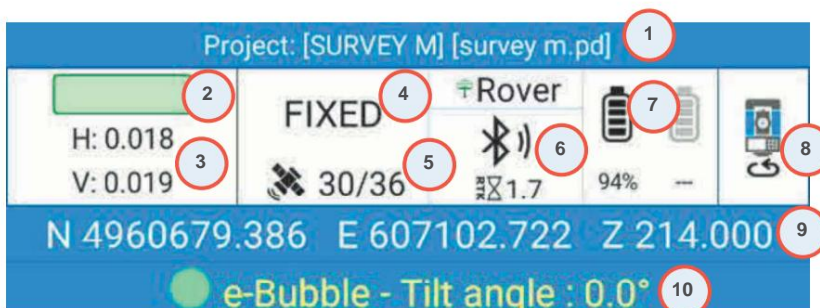 Project: [SURVEY M] [survey m.pd] 1
2
H: 0.018
V: 0.019
3
FIXED 4
30/36 5
Rover
6
RTK 1.7
7
94% --
8
N 4960679.386 E 607102.722 Z 214.000 9
e-Bubble - Tilt angle : 0.0° 10